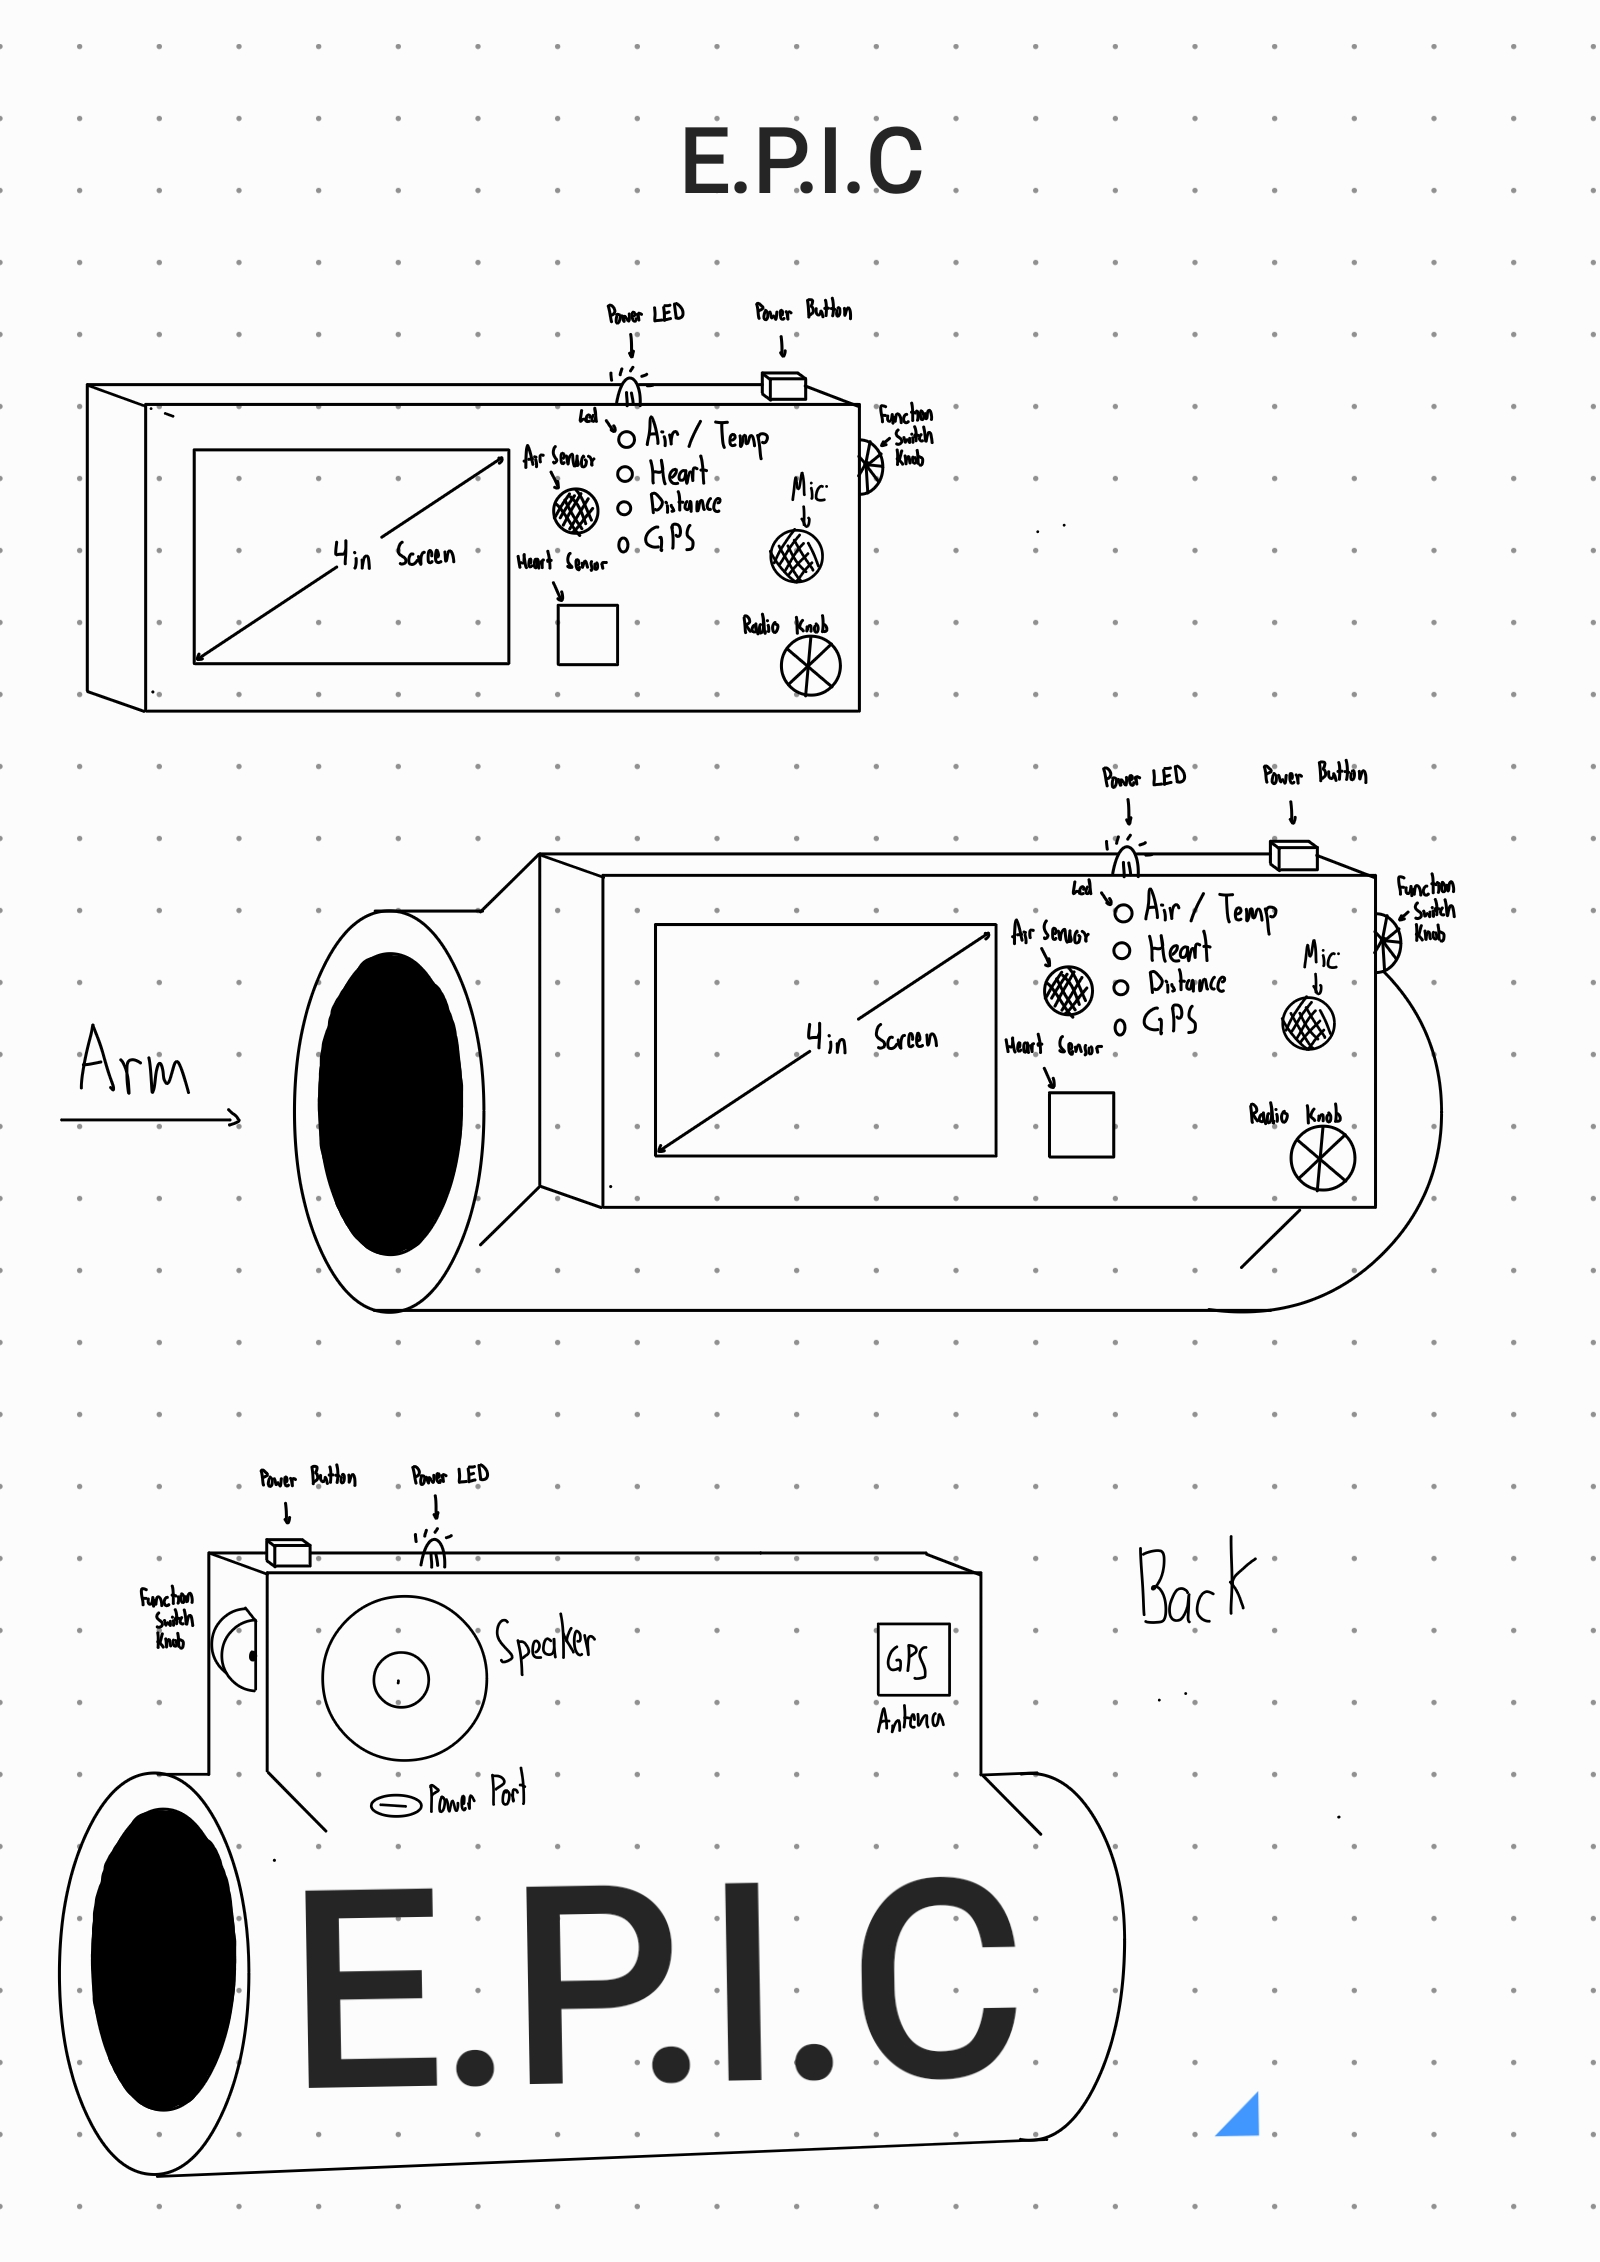 E.P.I.C
Power LED
Power Button
Led
Air / Temp
Function
Switch
Knob
Air Sensor
Heart
Mic
Distance
GPS
4in Screen
Heart Sensor
Radio Knob
Power LED
Power Button
Led
Air / Temp
Function
Switch
Knob
Air Sensor
Heart
Mic
Distance
GPS
4in Screen
Heart Sensor
Arm
Radio Knob
Power Button
Power LED
Back
Function
Switch
Knob
Speaker
GPS
Antena
Power Port
E.P.I.C